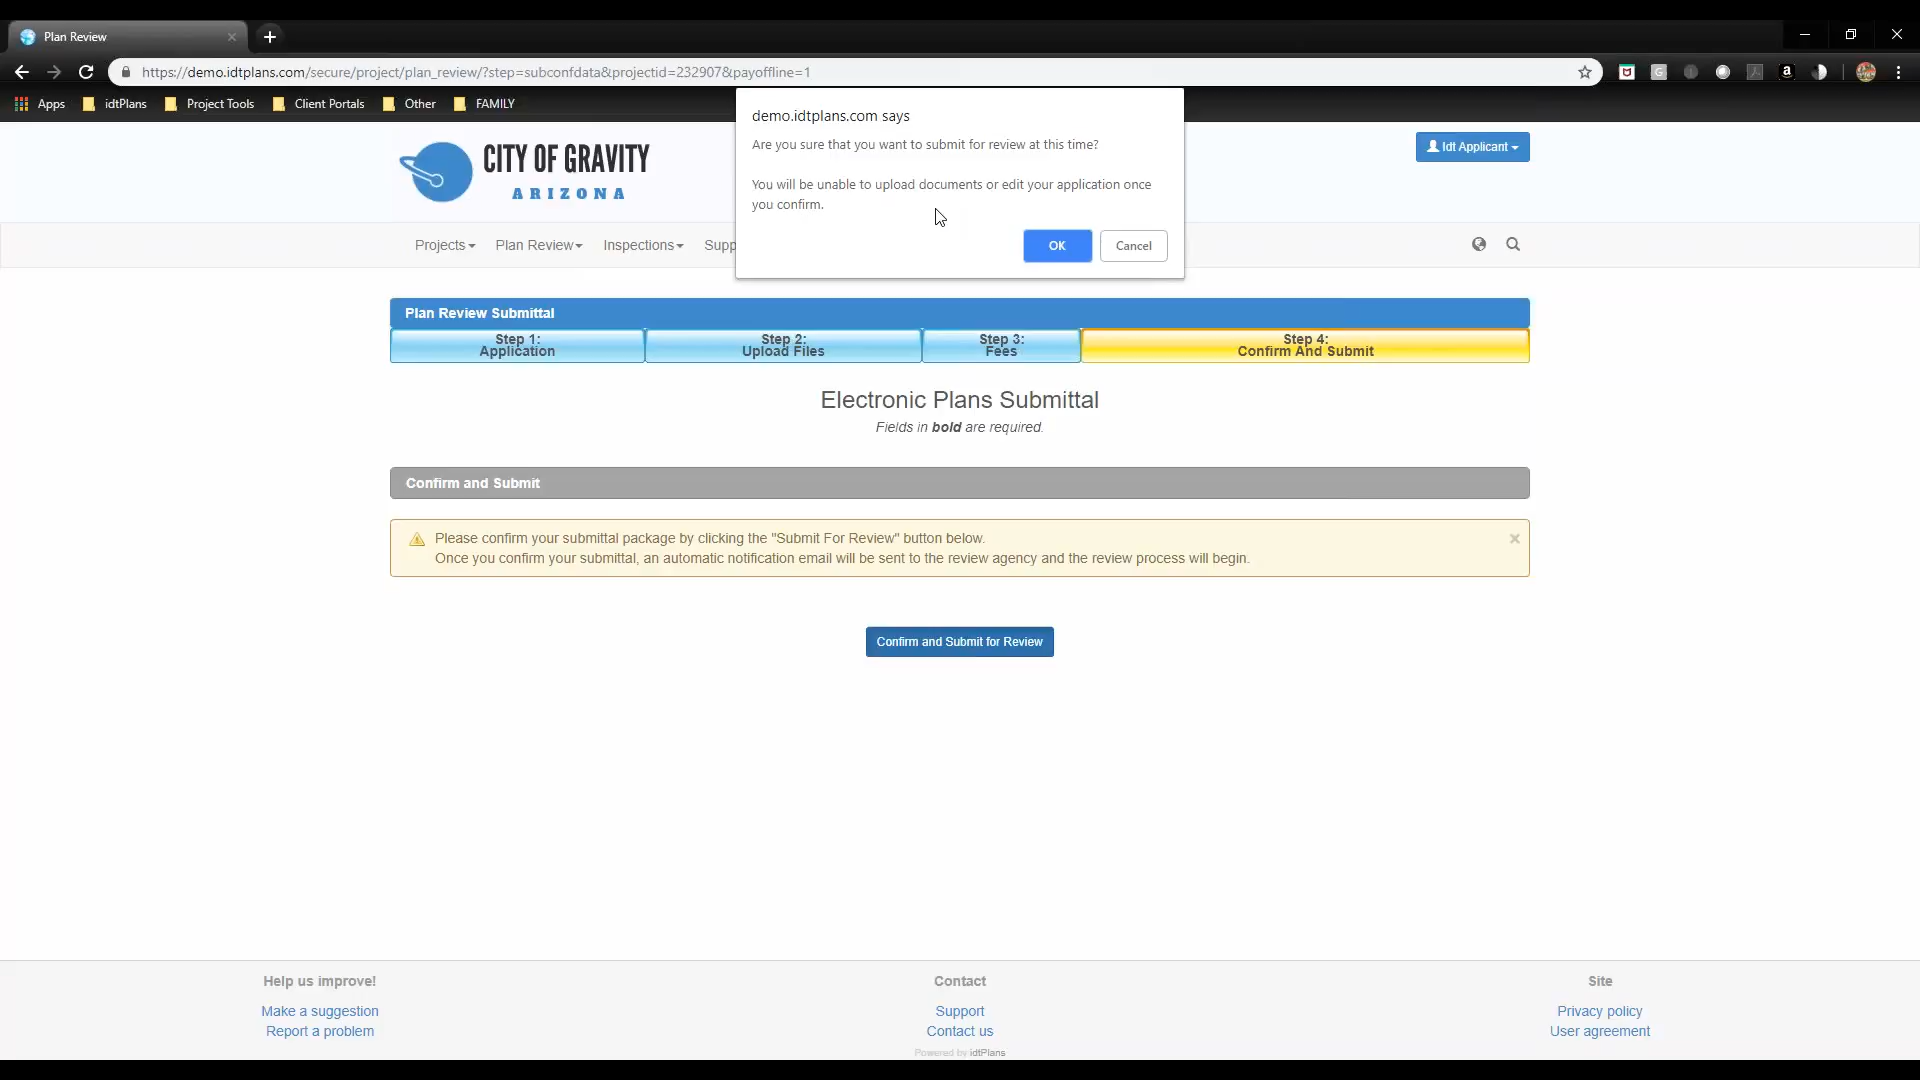 Plan Review
https://demo.idtplans.com/secure/project/plan_review/?step=subconfdata&projectid=232907&payoffline=1
Apps idtPlans Project Tools Client Portals Other FAMILY
demo.idtplans.com says
Are you sure that you want to submit for review at this time?
You will be unable to upload documents or edit your application once
you confirm.
OK Cancel
CITY OF GRAVITY
ARIZONA
Idt Applicant
Projects Plan Review Inspections Supp
Plan Review Submittal
Step 1:
Application
Step 2:
Upload Files
Step 3:
Fees
Step 4:
Confirm And Submit
Electronic Plans Submittal
Fields in bold are required.
Confirm and Submit
Please confirm your submittal package by clicking the "Submit For Review" button below.
Once you confirm your submittal, an automatic notification email will be sent to the review agency and the review process will begin.
Confirm and Submit for Review
Help us improve!
Make a suggestion
Report a problem
Contact
Support
Contact us
Powered by idtPlans
Site
Privacy policy
User agreement